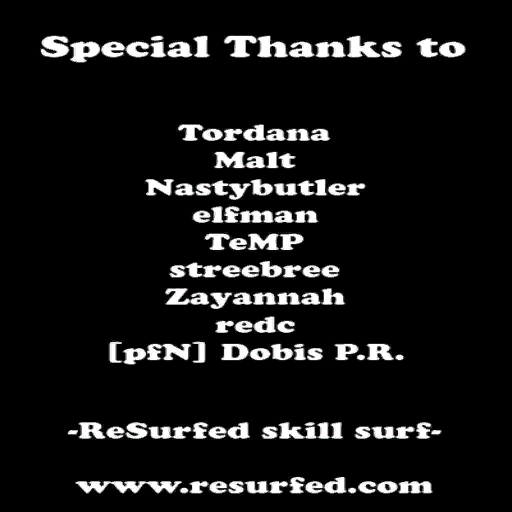 Special Thanks to
Tordana
Malt
Nastybutler
elfman
TeMP
streebree
Zayannah
redc
[pfN] Dobis P.R.
-ReSurfed skill surf-
www.resurfed.com